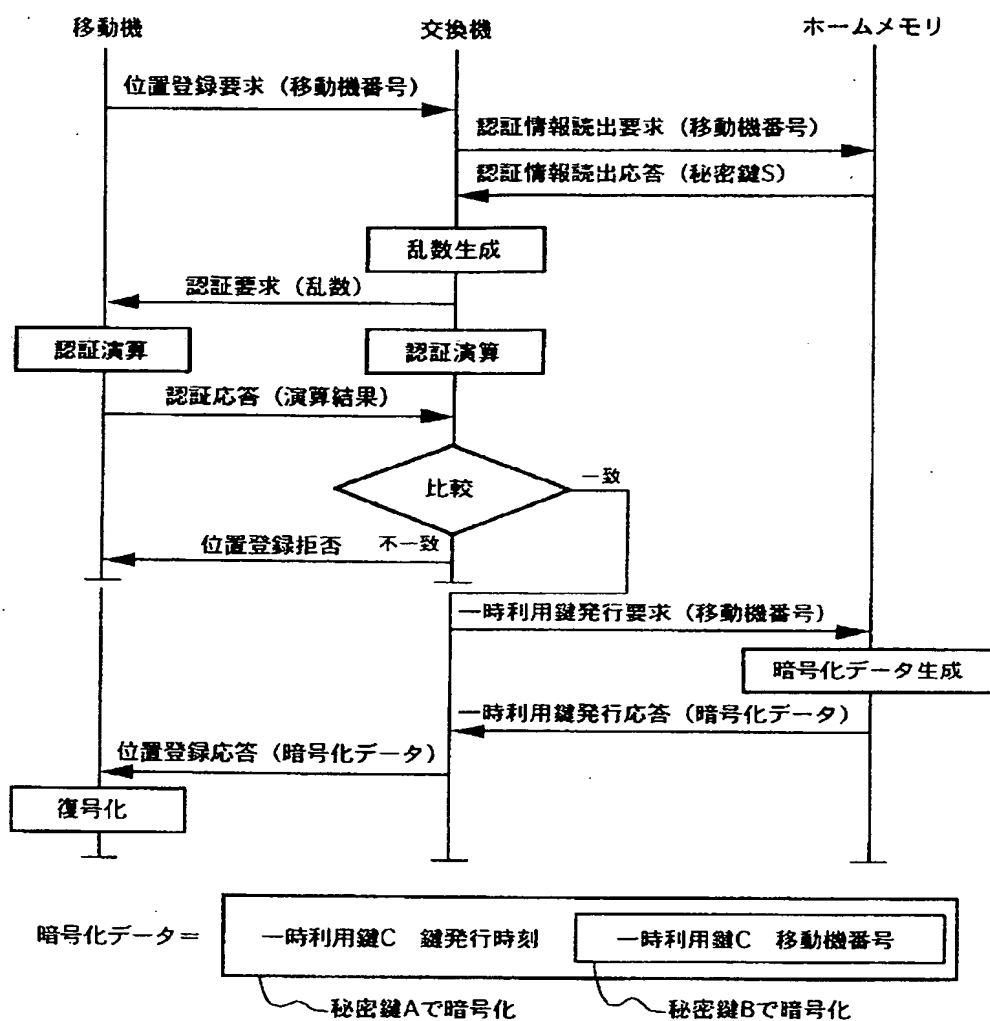 移動機 交換機 ホームメモリ
位置登録要求（移動機番号）
認証情報読出要求（移動機番号）
認証情報読出応答（秘密鍵S）
乱数生成
認証要求（乱数）
認証演算 認証演算
認証応答（演算結果）
比較 一致
位置登録拒否 不一致
一時利用鍵発行要求（移動機番号）
暗号化データ生成
一時利用鍵発行応答（暗号化データ）
位置登録応答（暗号化データ）
復号化
暗号化データ＝ 一時利用鍵C 鍵発行時刻 一時利用鍵C 移動機番号
秘密鍵Aで暗号化 秘密鍵Bで暗号化